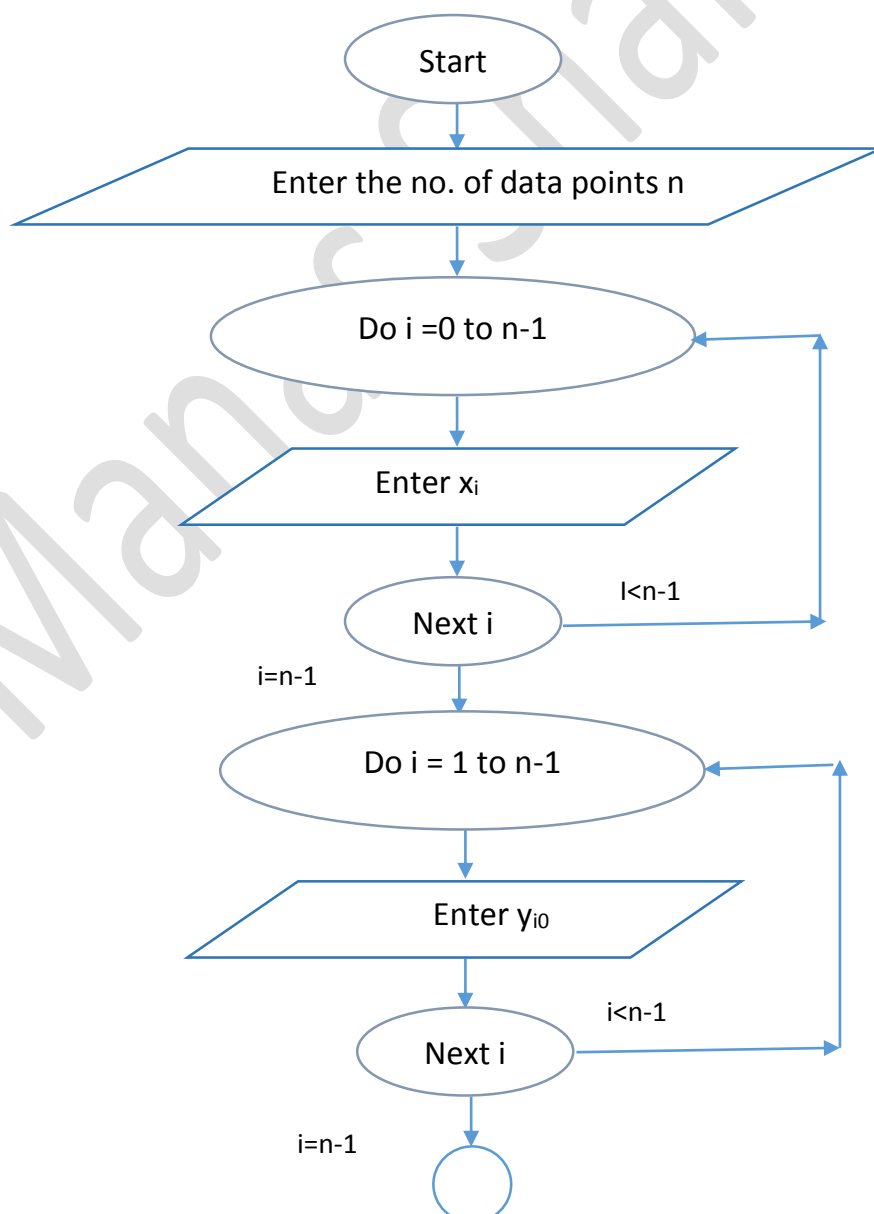 Start
Enter the no. of data points n
Do i =0 to n-1
Enter xi
I<n-1
Next i
i=n-1
Do i = 1 to n-1
Enter yi0
i<n-1
Next i
i=n-1